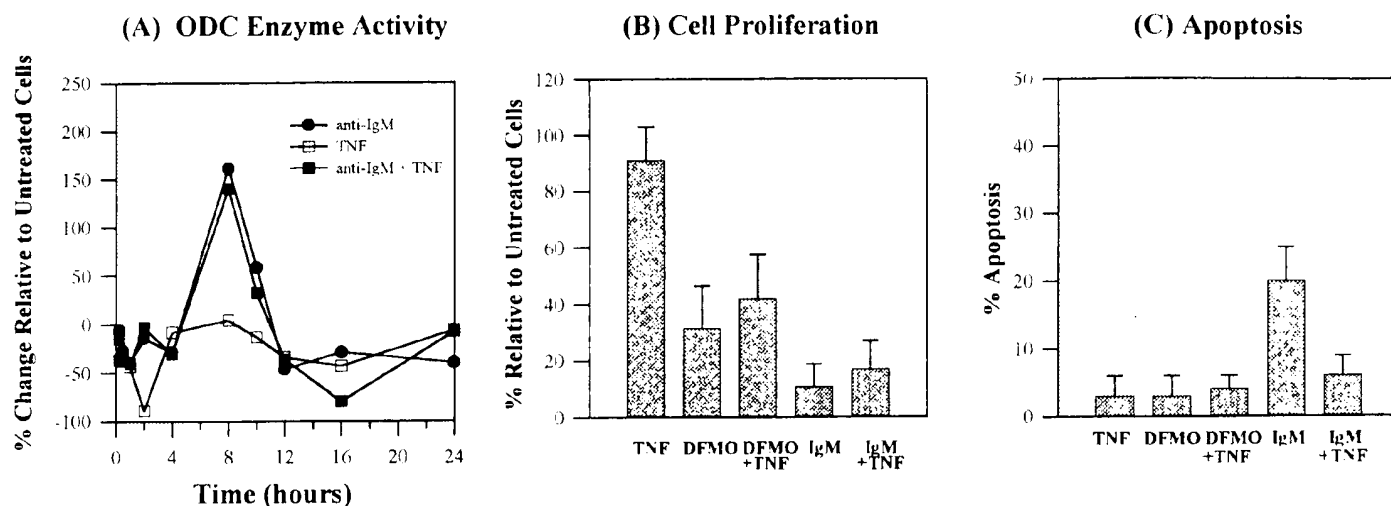 (A) ODC Enzyme Activity
% Change Relative to Untreated Cells
250
200
150
100
50
0
-50
-100
anti-IgM
TNF
anti-IgM + TNF
0 4 8 12 16 20 24
Time (hours)
(B) Cell Proliferation
% Relative to Untreated Cells
120
100
80
60
40
20
0
TNF DFMO DFMO IgM IgM
+TNF +TNF
(C) Apoptosis
% Apoptosis
50
40
30
20
10
0
TNF DFMO DFMO IgM IgM
+TNF +TNF